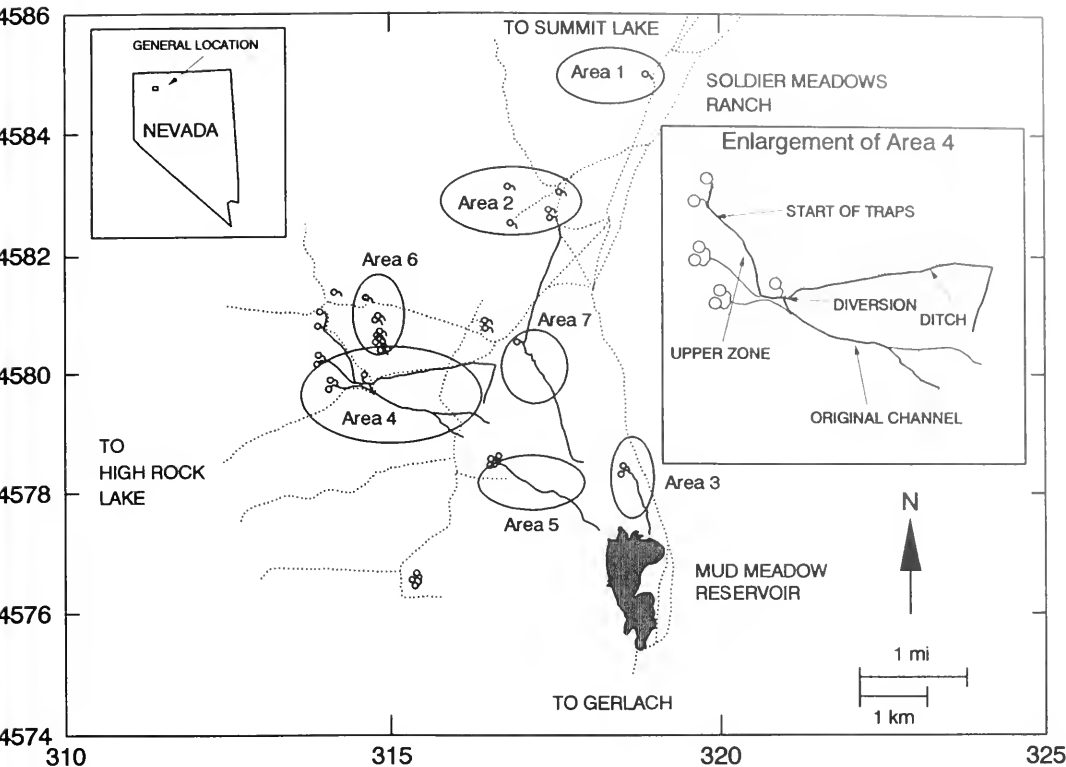 4586
4584
4582
4580
4578
4576
4574
310
315
320
325
GENERAL LOCATION
NEVADA
TO SUMMIT LAKE
Area 1
SOLDIER MEADOWS
RANCH
Area 2
Area 6
Area 7
Area 4
Area 5
Area 3
TO
HIGH ROCK
LAKE
MUD MEADOW
RESERVOIR
TO GERLACH
Enlargement of Area 4
START OF TRAPS
DIVERSION
DITCH
UPPER ZONE
ORIGINAL CHANNEL
N
1 mi
1 km